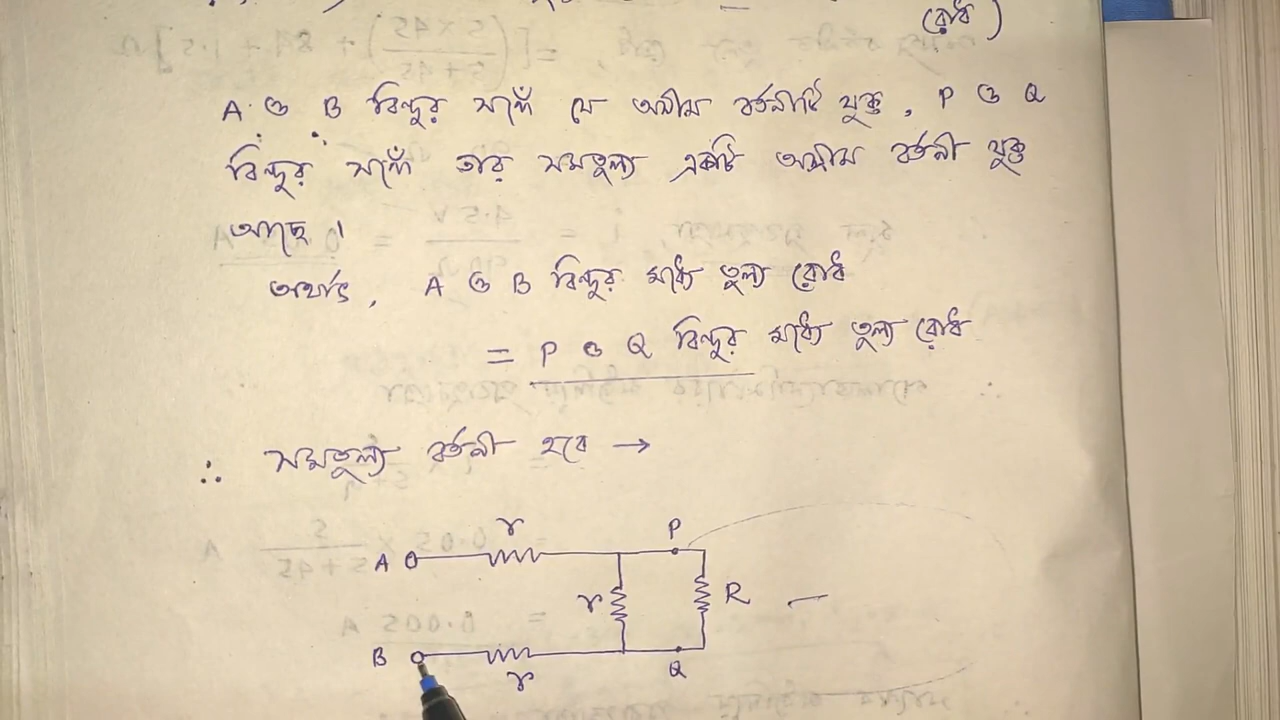 রোধ )
A ও B বিন্দুর সাপেক্ষে যে অসীম বর্তনীটি যুক্ত , P ও Q
বিন্দুর সাপেক্ষে তার সমতুল্য একটি অসীম বর্তনী যুক্ত
আছে ।
অর্থাৎ , A ও B বিন্দুর মধ্যে তুল্য রোধ
= P ও Q বিন্দুর মধ্যে তুল্য রোধ
∴ সমতুল্য বর্তনী হবে →
r P
A
r R
B
r Q